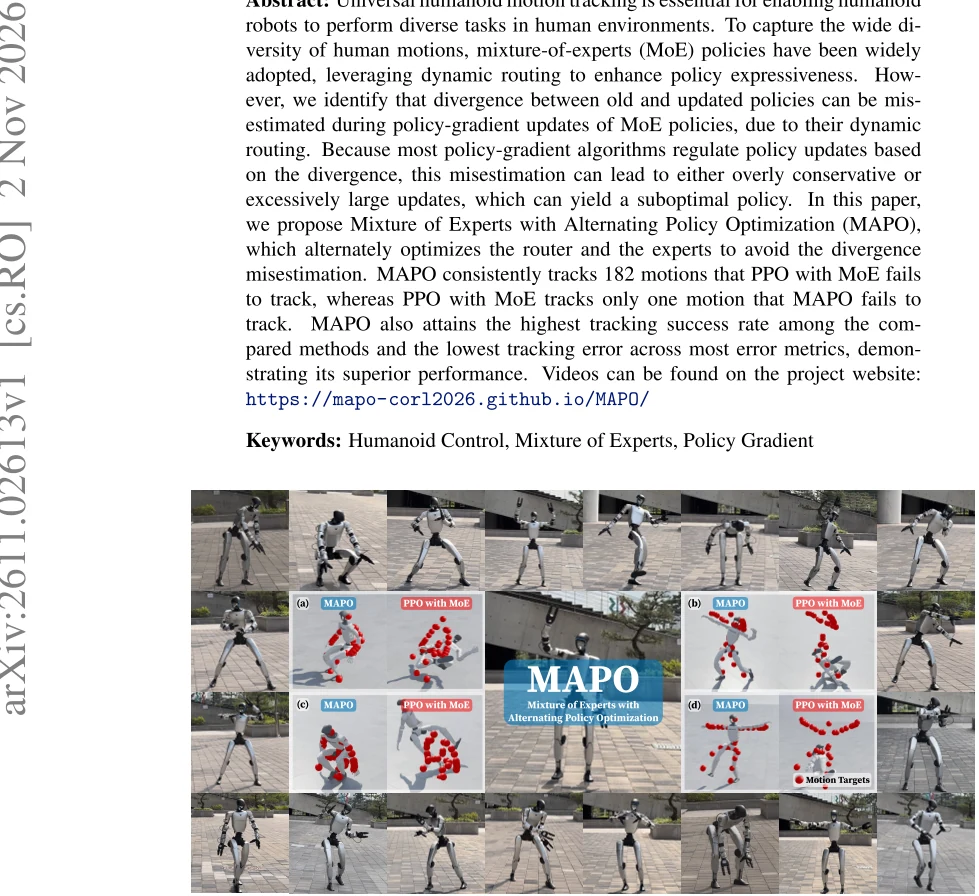 arXiv:2611.02613v1 [cs.RO] 2 Nov 2026
Abstract: Universal humanoid motion tracking is essential for enabling humanoid
robots to perform diverse tasks in human environments. To capture the wide di-
versity of human motions, mixture-of-experts (MoE) policies have been widely
adopted, leveraging dynamic routing to enhance policy expressiveness. How-
ever, we identify that divergence between old and updated policies can be mis-
estimated during policy-gradient updates of MoE policies, due to their dynamic
routing. Because most policy-gradient algorithms regulate policy updates based
on the divergence, this misestimation can lead to either overly conservative or
excessively large updates, which can yield a suboptimal policy. In this paper,
we propose Mixture of Experts with Alternating Policy Optimization (MAPO),
which alternately optimizes the router and the experts to avoid the divergence
misestimation. MAPO consistently tracks 182 motions that PPO with MoE fails
to track, whereas PPO with MoE tracks only one motion that MAPO fails to
track. MAPO also attains the highest tracking success rate among the com-
pared methods and the lowest tracking error across most error metrics, demon-
strating its superior performance. Videos can be found on the project website:
https://mapo-corl2026.github.io/MAPO/
Keywords: Humanoid Control, Mixture of Experts, Policy Gradient
(a) MAPO PPO with MoE
(b) MAPO PPO with MoE
MAPO
Mixture of Experts with
Alternating Policy Optimization
(c) MAPO PPO with MoE
(d) MAPO PPO with MoE
Motion Targets